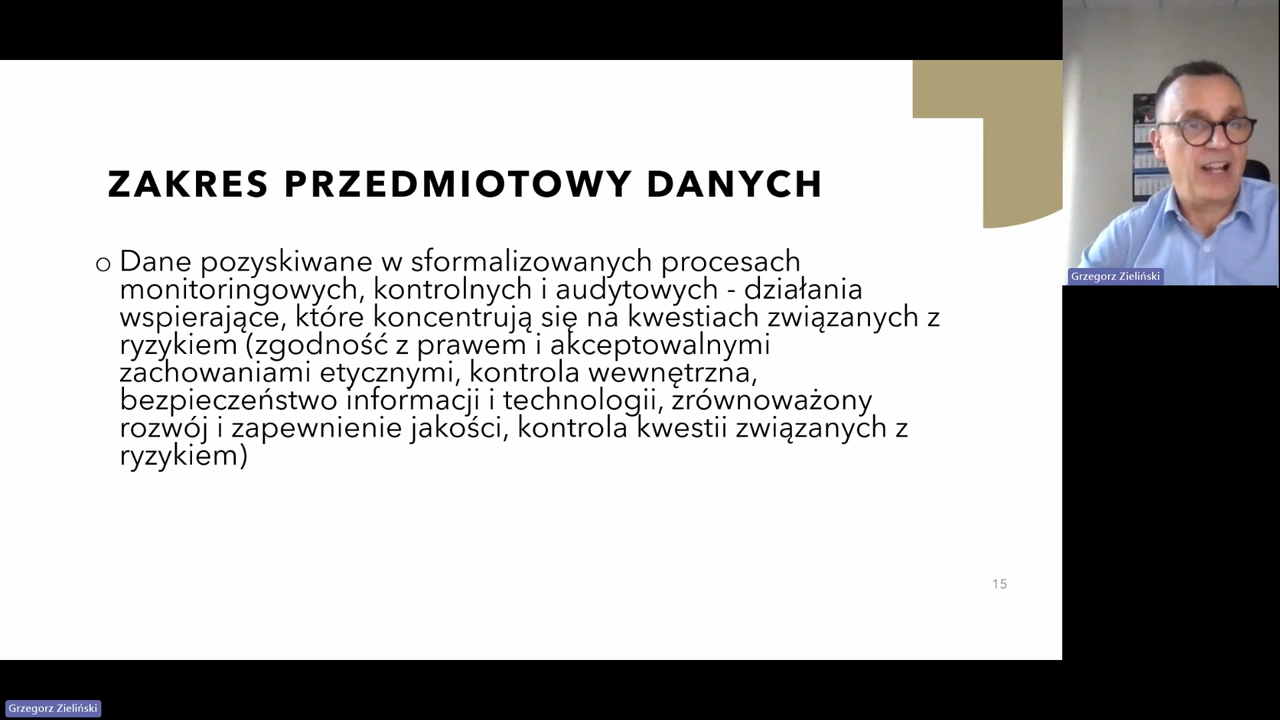 ZAKRES PRZEDMIOTOWY DANYCH
o Dane pozyskiwane w sformalizowanych procesach
monitoringowych, kontrolnych i audytowych - działania
wspierające, które koncentrują się na kwestiach związanych z
ryzykiem (zgodność z prawem i akceptowalnymi
zachowaniami etycznymi, kontrola wewnętrzna,
bezpieczeństwo informacji i technologii, zrównoważony
rozwój i zapewnienie jakości, kontrola kwestii związanych z
ryzykiem)
15
Grzegorz Zieliński
Grzegorz Zieliński